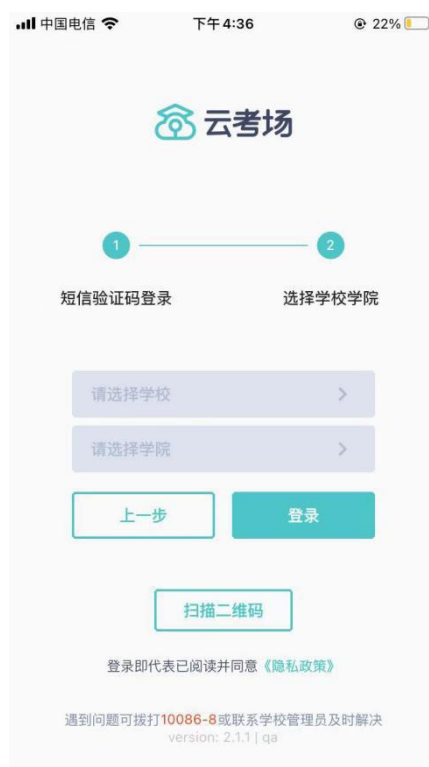 中国电信 下午4:36 22%
云考场
1 2
短信验证码登录 选择学校学院
请选择学校
请选择学院
上一步 登录
扫描二维码
登录即代表已阅读并同意《隐私政策》
遇到问题可拨打10086-8或联系学校管理员及时解决
version: 2.1.1 | qa